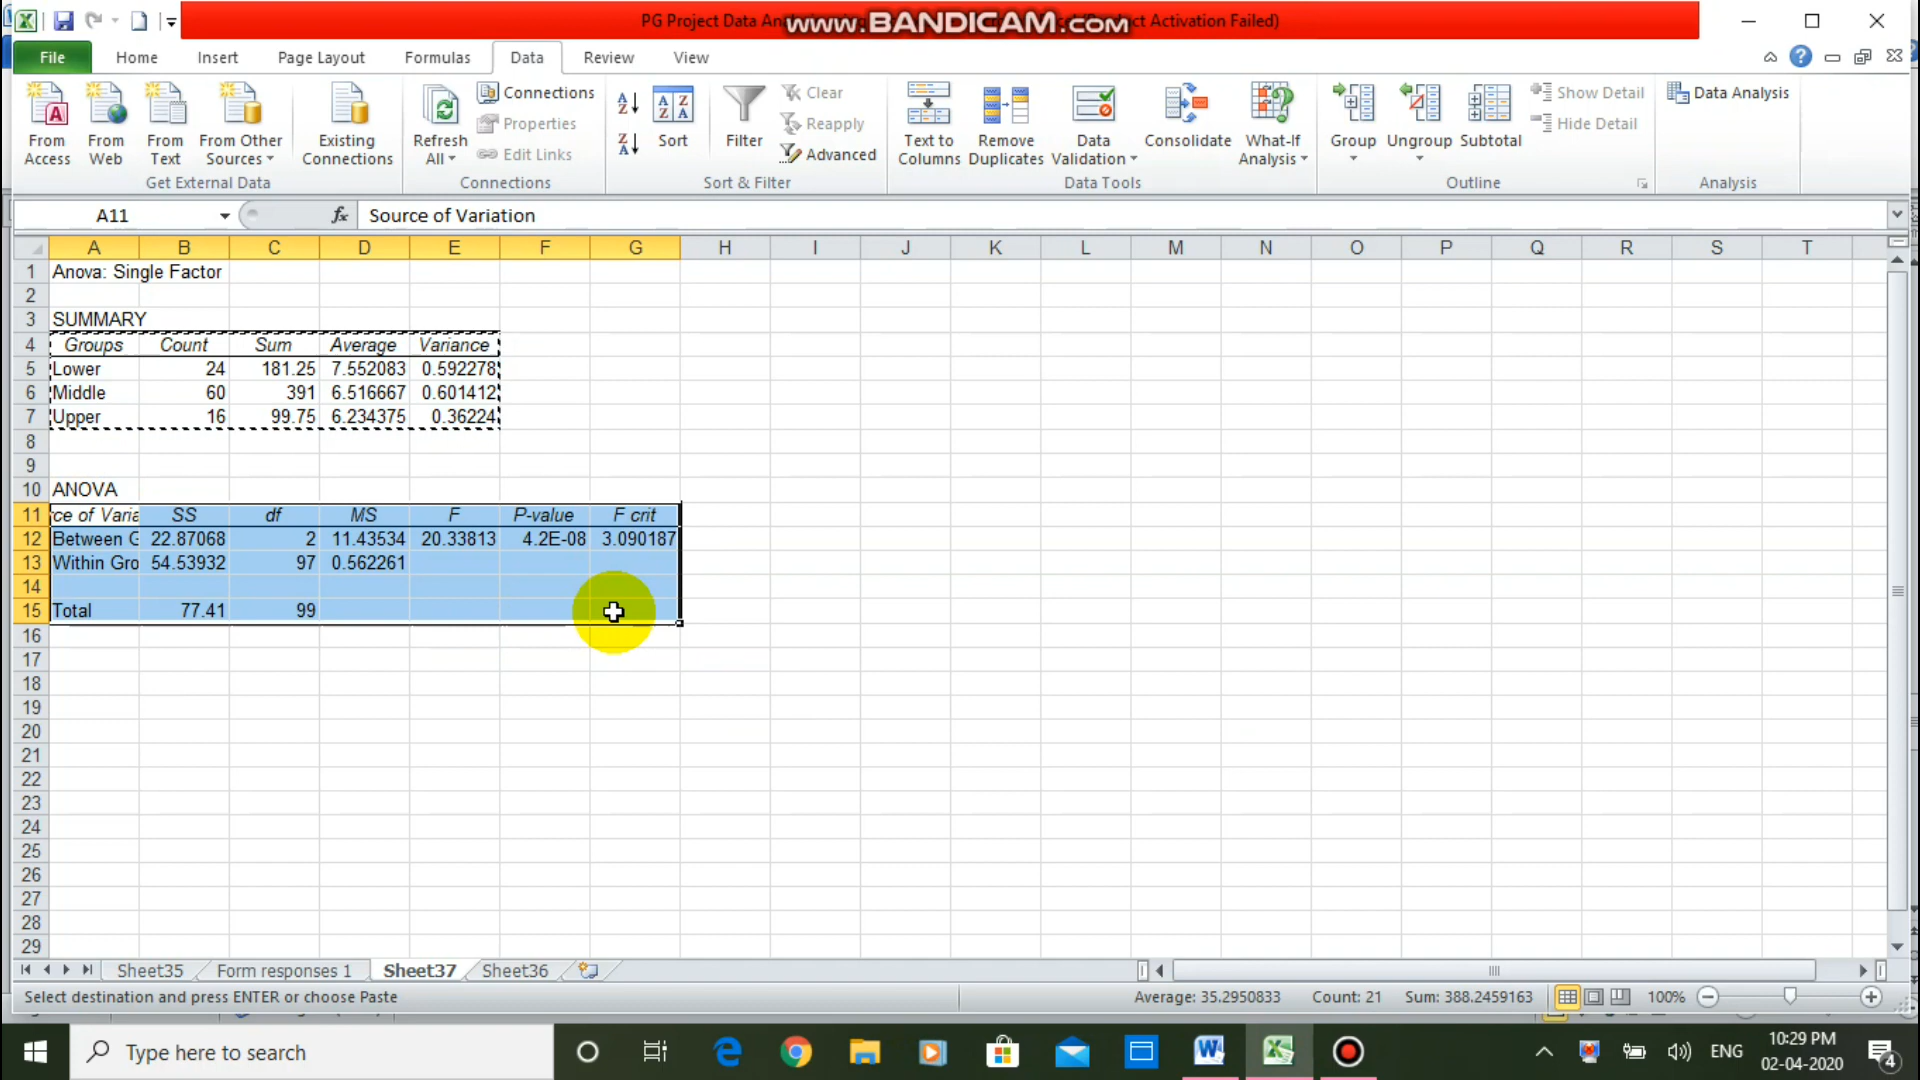 PG Project Data Ana www.BANDICAM.com t Activation Failed)
File Home Insert Page Layout Formulas Data Review View
From Access
From Web
From Text
From Other Sources
Existing Connections
Get External Data
Refresh All
Connections
Properties
Edit Links
Connections
Sort
Filter
Clear
Reapply
Advanced
Sort & Filter
Text to Columns
Remove Duplicates
Data Validation
Consolidate
What-If Analysis
Data Tools
Group
Ungroup
Subtotal
Show Detail
Hide Detail
Outline
Data Analysis
Analysis
A11 fx Source of Variation
A B C D E F G H I J K L M N O P Q R S T
1 Anova: Single Factor
2
3 SUMMARY
4 Groups Count Sum Average Variance
5 Lower 24 181.25 7.552083 0.592278
6 Middle 60 391 6.516667 0.601412
7 Upper 16 99.75 6.234375 0.36224
8
9
10 ANOVA
11 ce of Varia SS df MS F P-value F crit
12 Between G 22.87068 2 11.43534 20.33813 4.2E-08 3.090187
13 Within Gro 54.53932 97 0.562261
14
15 Total 77.41 99
16
17
18
19
20
21
22
23
24
25
26
27
28
29
Sheet35 Form responses 1 Sheet37 Sheet36
Select destination and press ENTER or choose Paste Average: 35.2950833 Count: 21 Sum: 388.2459163 100%
Type here to search
ENG
10:29 PM
02-04-2020
4